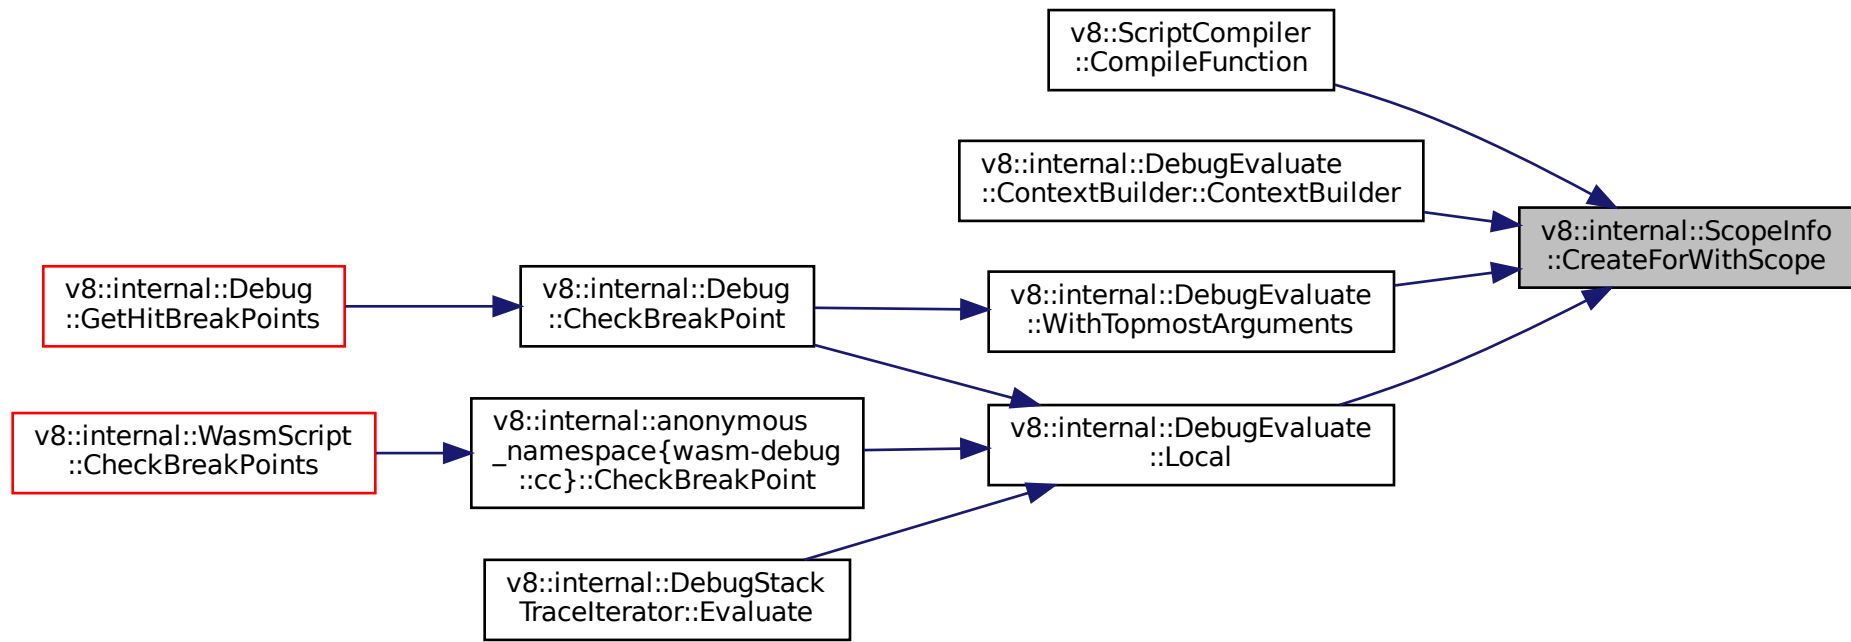 v8::ScriptCompiler
::CompileFunction
v8::internal::DebugEvaluate
::ContextBuilder::ContextBuilder
v8::internal::ScopeInfo
::CreateForWithScope
v8::internal::Debug
::GetHitBreakPoints
v8::internal::Debug
::CheckBreakPoint
v8::internal::DebugEvaluate
::WithTopmostArguments
v8::internal::WasmScript
::CheckBreakPoints
v8::internal::anonymous
_namespace{wasm-debug
::cc}::CheckBreakPoint
v8::internal::DebugEvaluate
::Local
v8::internal::DebugStack
TraceIterator::Evaluate